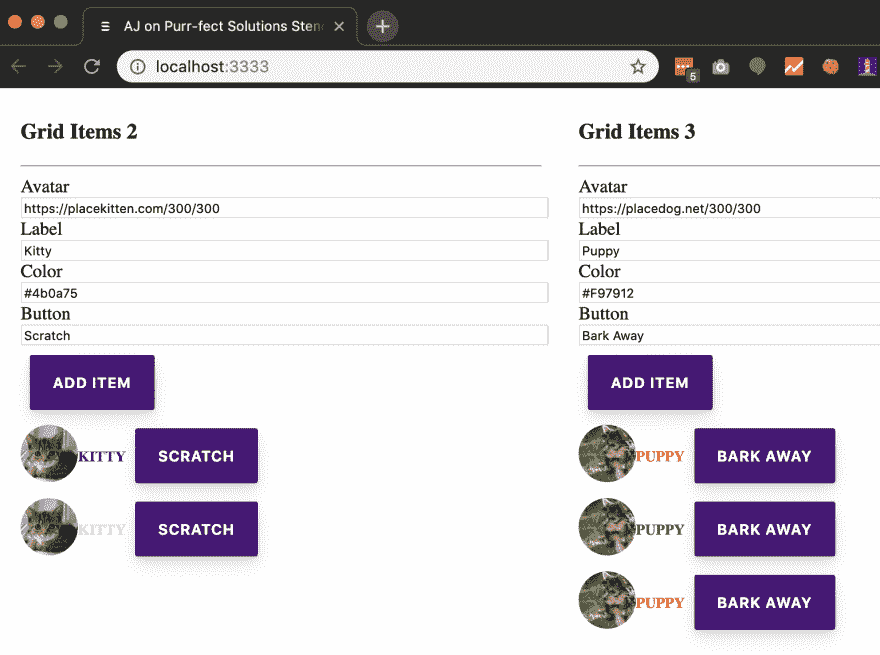 AJ on Purr-fect Solutions Sten
localhost:3333
5
Grid Items 2
Avatar
https://placekitten.com/300/300
Label
Kitty
Color
#4b0a75
Button
Scratch
ADD ITEM
KITTY SCRATCH
KITTY SCRATCH
Grid Items 3
Avatar
https://placedog.net/300/300
Label
Puppy
Color
#F97912
Button
Bark Away
ADD ITEM
PUPPY BARK AWAY
PUPPY BARK AWAY
PUPPY BARK AWAY